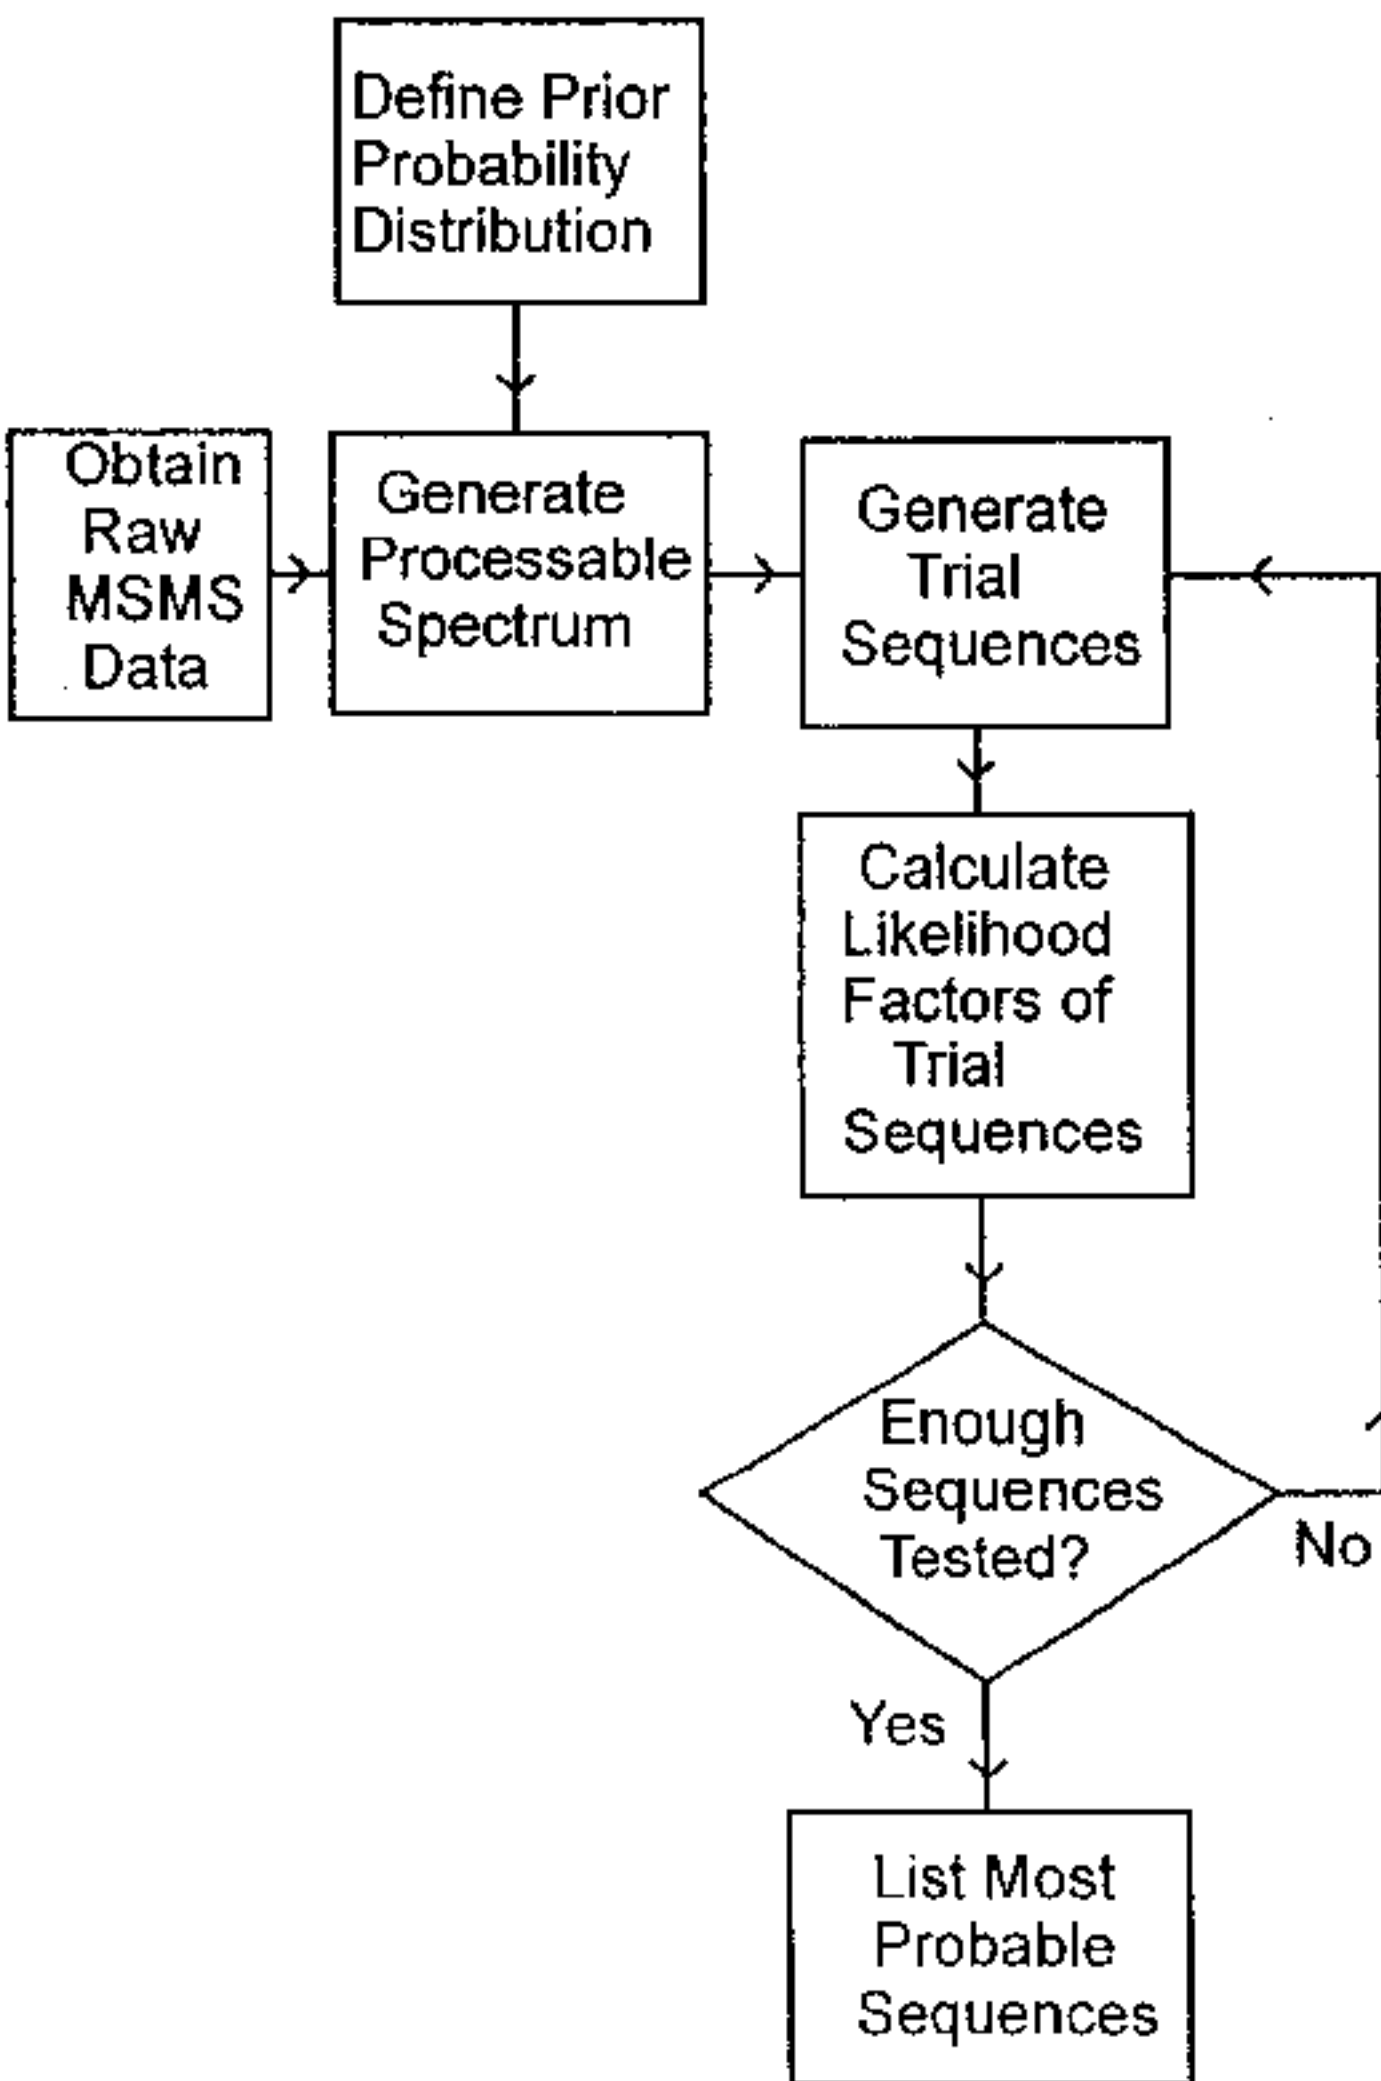 Define Prior
Probability
Distribution
Obtain
Raw
MSMS
Data
Generate
Processable
Spectrum
Generate
Trial
Sequences
Calculate
Likelihood
Factors of
Trial
Sequences
Enough
Sequences
Tested?
No
Yes
List Most
Probable
Sequences